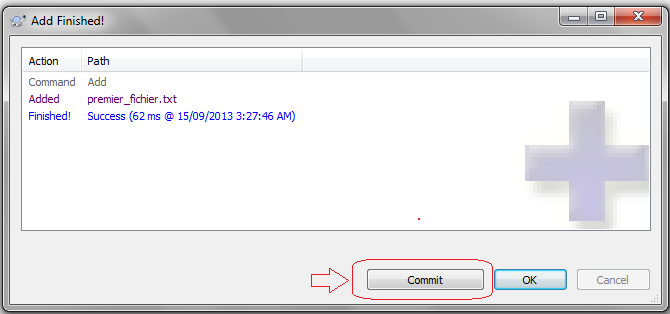 Add Finished!
Action Path
Command Add
Added premier_fichier.txt
Finished! Success (62 ms @ 15/09/2013 3:27:46 AM)
Commit OK Cancel